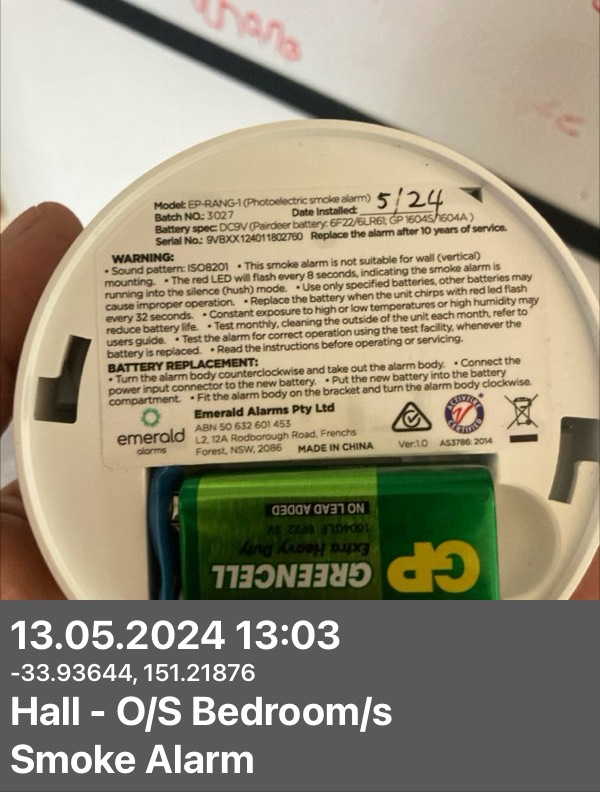 Model: EP-RANG-1 (Photoelectric smoke alarm)
5/24
Batch NO.: 3027 Date Installed:
Battery spec: DC9V (Pairdeer battery: 6F22/6LR61; GP 1604S/1604A )
Serial No.: 9VBXX124011802760 Replace the alarm after 10 years of service.
WARNING:
• Sound pattern: ISO8201 • This smoke alarm is not suitable for wall (vertical)
mounting. • The red LED will flash every 8 seconds, indicating the smoke alarm is
running into the silence (hush) mode. • Use only specified batteries, other batteries may
cause improper operation. • Replace the battery when the unit chirps with red led flash
every 32 seconds. • Constant exposure to high or low temperatures or high humidity may
reduce battery life. • Test monthly, cleaning the outside of the unit each month, refer to
users guide. • Test the alarm for correct operation using the test facility, whenever the
battery is replaced. • Read the instructions before operating or servicing.
BATTERY REPLACEMENT:
• Turn the alarm body counterclockwise and take out the alarm body. • Connect the
power input connector to the new battery. • Put the new battery into the battery
compartment. • Fit the alarm body on the bracket and turn the alarm body clockwise.
emerald
alarms
Emerald Alarms Pty Ltd
ABN 50 632 601 453
L2, 12A Rodborough Road, Frenchs
Forest, NSW, 2086 MADE IN CHINA
Ver:1.0 AS3786: 2014
NO LEAD ADDED
1604GLF 6F22 9V
Extra Heavy Duty
GP GREENCELL
13.05.2024 13:03
-33.93644, 151.21876
Hall - O/S Bedroom/s
Smoke Alarm